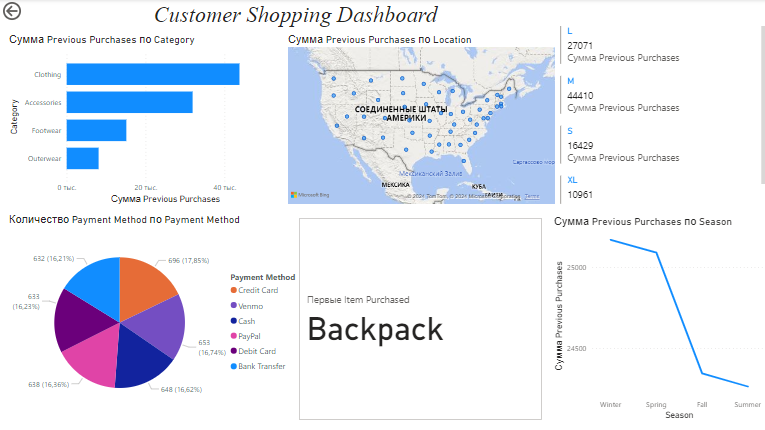 Customer Shopping Dashboard
Сумма Previous Purchases по Category
Category
Clothing
Accessories
Footwear
Outerwear
0 тыс.
20 тыс.
40 тыс.
Сумма Previous Purchases
Сумма Previous Purchases по Location
СОЕДИНЕННЫЕ ШТАТЫ
АМЕРИКИ
Мексиканский Залив
МЕКСИКА
КУБА
ГАИТИ
Саргассово мор
Microsoft Bing
© 2024 TomTom, © 2024 Microsoft Corporation
Terms
L
27071
Сумма Previous Purchases
M
44410
Сумма Previous Purchases
S
16429
Сумма Previous Purchases
XL
10961
Количество Payment Method по Payment Method
696 (17,85%)
653
(16,74%)
648 (16,62%)
638 (16,36%)
633
(16,23%)
632 (16,21%)
Payment Method
Credit Card
Venmo
Cash
PayPal
Debit Card
Bank Transfer
Первые Item Purchased
Backpack
Сумма Previous Purchases по Season
Сумма Previous Purchases
25000
24500
Winter
Spring
Fall
Summer
Season